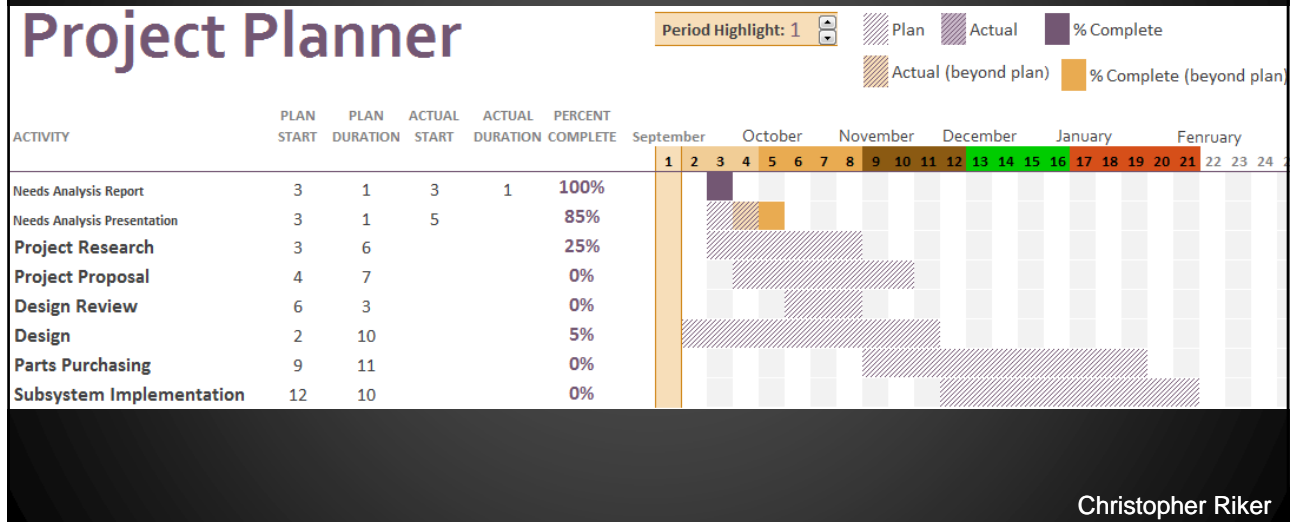 Project Planner
Period Highlight: 1
Plan Actual % Complete
Actual (beyond plan) % Complete (beyond plan)
PLAN PLAN ACTUAL ACTUAL PERCENT
ACTIVITY START DURATION START DURATION COMPLETE September October November December January Fenruary
1 2 3 4 5 6 7 8 9 10 11 12 13 14 15 16 17 18 19 20 21 22 23 24
Needs Analysis Report 3 1 3 1 100%
Needs Analysis Presentation 3 1 5 85%
Project Research 3 6 25%
Project Proposal 4 7 0%
Design Review 6 3 0%
Design 2 10 5%
Parts Purchasing 9 11 0%
Subsystem Implementation 12 10 0%
Christopher Riker